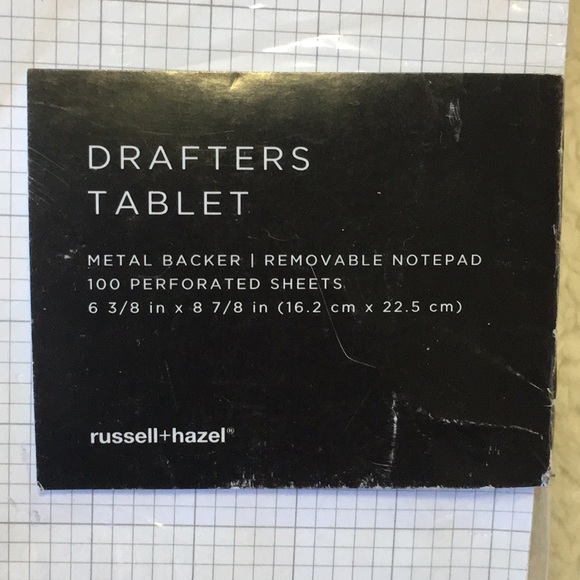 DRAFTERS
TABLET
METAL BACKER | REMOVABLE NOTEPAD
100 PERFORATED SHEETS
6 3/8 in x 8 7/8 in (16.2 cm x 22.5 cm)
russell+hazel®